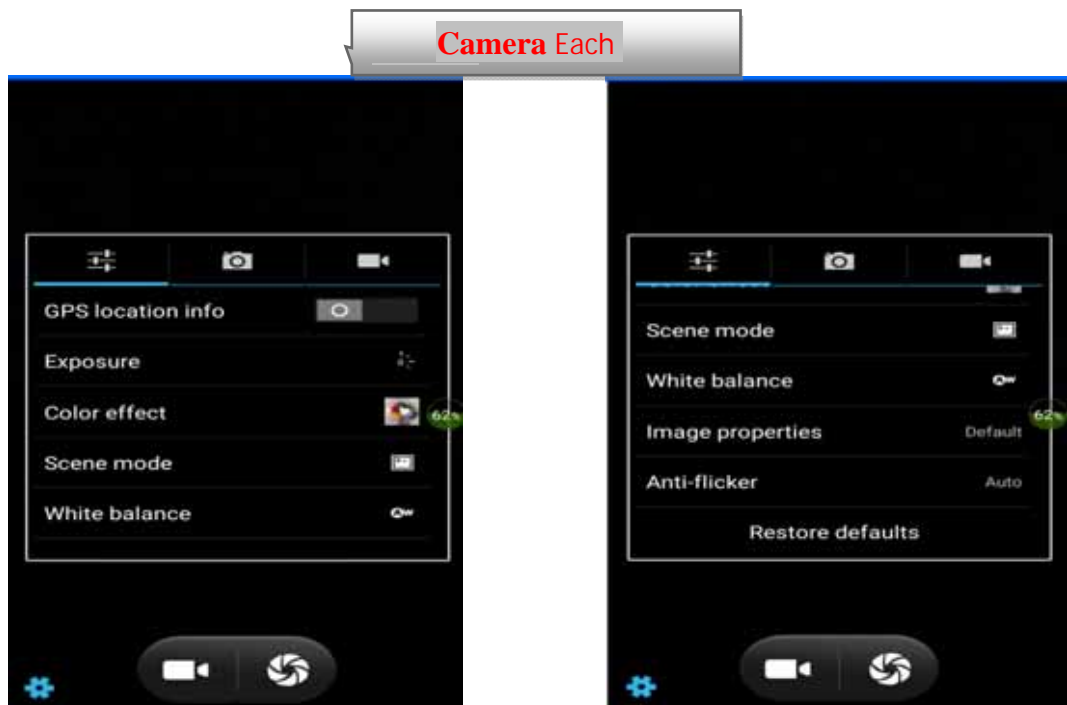 Camera Each
GPS location info
Exposure
Color effect
62%
Scene mode
White balance
Scene mode
White balance
62%
Image properties Default
Anti-flicker Auto
Restore defaults